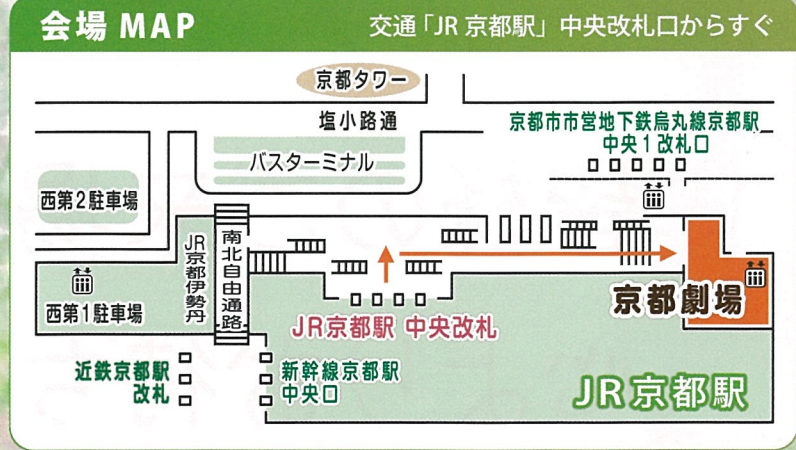 会場 MAP
交通「JR 京都駅」中央改札口からすぐ
京都タワー
塩小路通
京都市市営地下鉄烏丸線京都駅
中央1改札口
バスターミナル
西第2駐車場
JR京都伊勢丹
南北自由通路
西第1駐車場
京都劇場
JR京都駅 中央改札
近鉄京都駅
改札
新幹線京都駅
中央口
JR京都駅